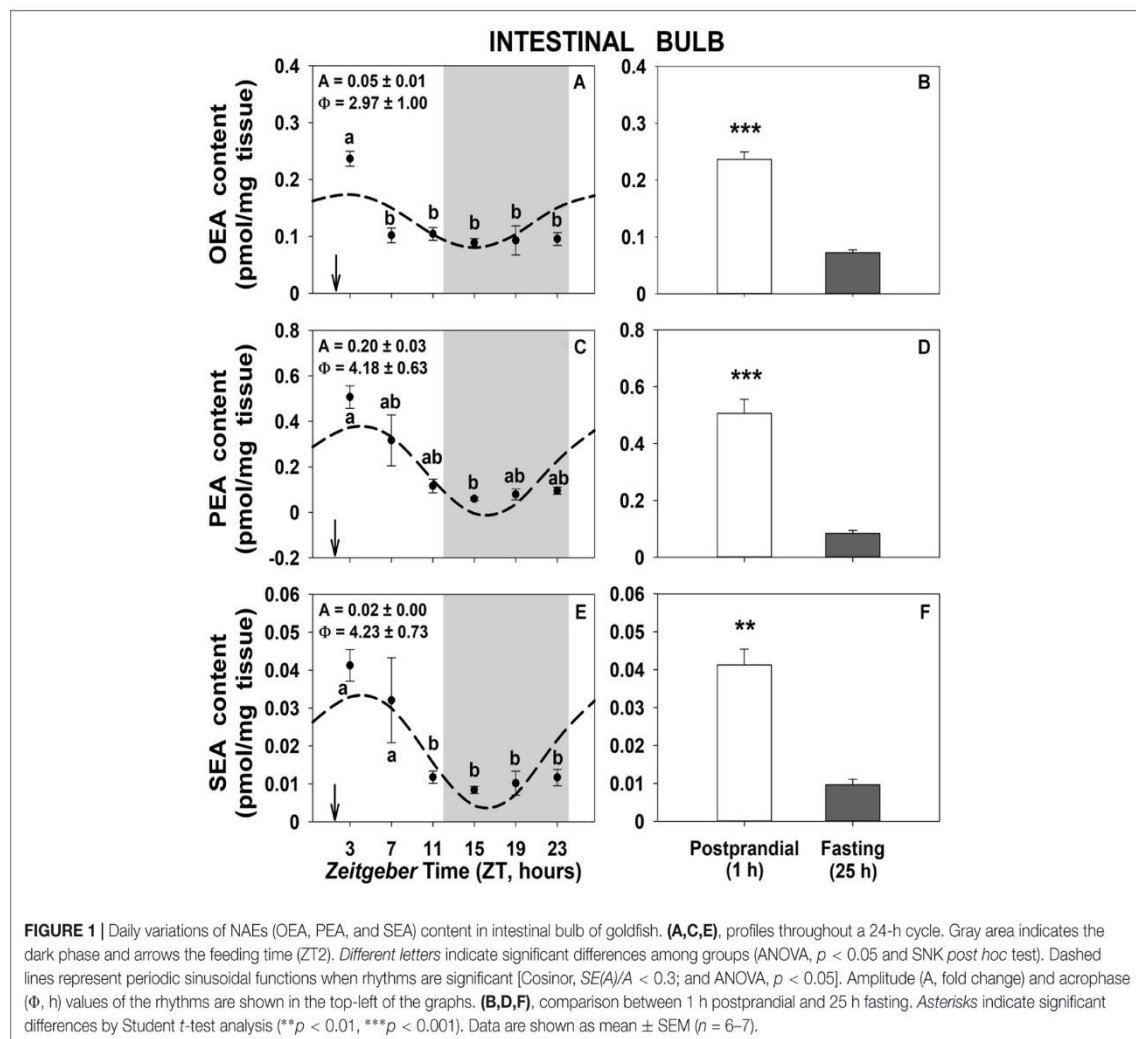 INTESTINAL BULB
OEA content
(pmol/mg tissue)
0.4
0.3
0.2
0.1
0
A = 0.05 ± 0.01
Φ = 2.97 ± 1.00
A
a
b
b
b
b
b
0.4
0.3
0.2
0.1
0
B
***
PEA content
(pmol/mg tissue)
0.8
0.6
0.4
0.2
0
-0.2
A = 0.20 ± 0.03
Φ = 4.18 ± 0.63
C
a
ab
ab
b
ab
ab
0.8
0.6
0.4
0.2
0
D
***
SEA content
(pmol/mg tissue)
0.06
0.05
0.04
0.03
0.02
0.01
0
A = 0.02 ± 0.00
Φ = 4.23 ± 0.73
E
a
a
b
b
b
b
3 7 11 15 19 23
Zeitgeber Time (ZT, hours)
0.06
0.05
0.04
0.03
0.02
0.01
0
F
**
Postprandial Fasting
(1 h) (25 h)
FIGURE 1 | Daily variations of NAEs (OEA, PEA, and SEA) content in intestinal bulb of goldfish. (A,C,E), profiles throughout a 24-h cycle. Gray area indicates the
dark phase and arrows the feeding time (ZT2). Different letters indicate significant differences among groups (ANOVA, p < 0.05 and SNK post hoc test). Dashed
lines represent periodic sinusoidal functions when rhythms are significant [Cosinor, SE(A)/A < 0.3; and ANOVA, p < 0.05]. Amplitude (A, fold change) and acrophase
(Φ, h) values of the rhythms are shown in the top-left of the graphs. (B,D,F), comparison between 1 h postprandial and 25 h fasting. Asterisks indicate significant
differences by Student t-test analysis (**p < 0.01, ***p < 0.001). Data are shown as mean ± SEM (n = 6–7).